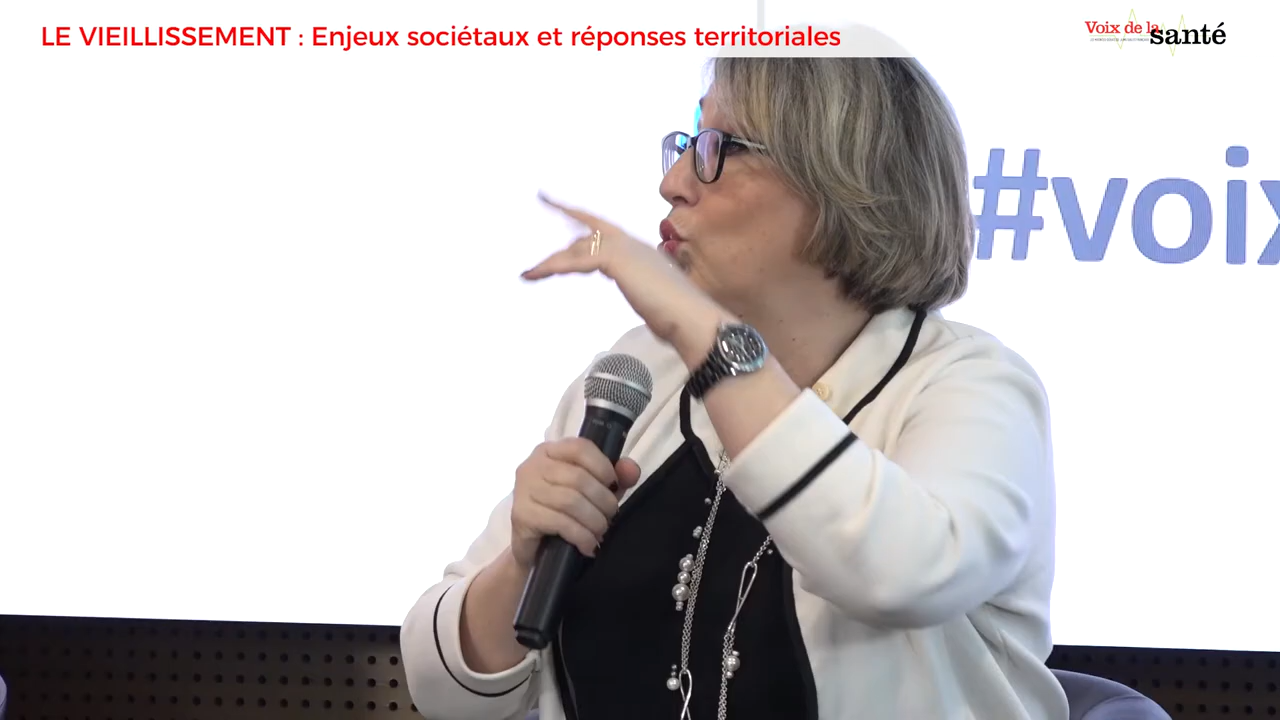 LE VIEILLISSEMENT : Enjeux sociétaux et réponses territoriales
Voix de la
santé
#voix